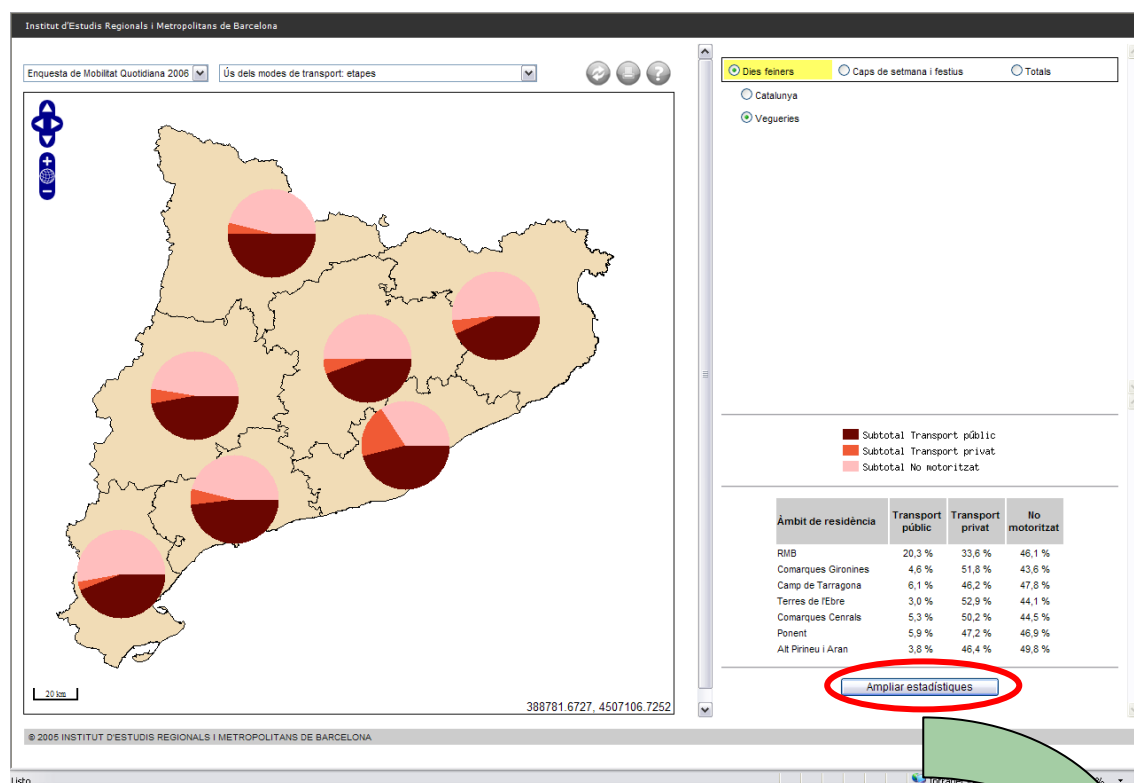 Institut d'Estudis Regionals i Metropolitans de Barcelona
Enquesta de Mobilitat Quotidiana 2006
Ús dels modes de transport: etapes
Dies feiners
Caps de setmana i festius
Totals
Catalunya
Vegueries
Subtotal Transport públic
Subtotal Transport privat
Subtotal No motoritzat
Àmbit de residència Transport públic Transport privat No motoritzat
RMB 20,3 % 33,6 % 46,1 %
Comarques Gironines 4,6 % 51,8 % 43,6 %
Camp de Tarragona 6,1 % 46,2 % 47,8 %
Terres de l'Ebre 3,0 % 52,9 % 44,1 %
Comarques Cenrals 5,3 % 50,2 % 44,5 %
Ponent 5,9 % 47,2 % 46,9 %
Alt Pirineu i Aran 3,8 % 46,4 % 49,8 %
Ampliar estadístiques
20 km
388781.6727, 4507106.7252
© 2005 INSTITUT D'ESTUDIS REGIONALS I METROPOLITANS DE BARCELONA
Listo